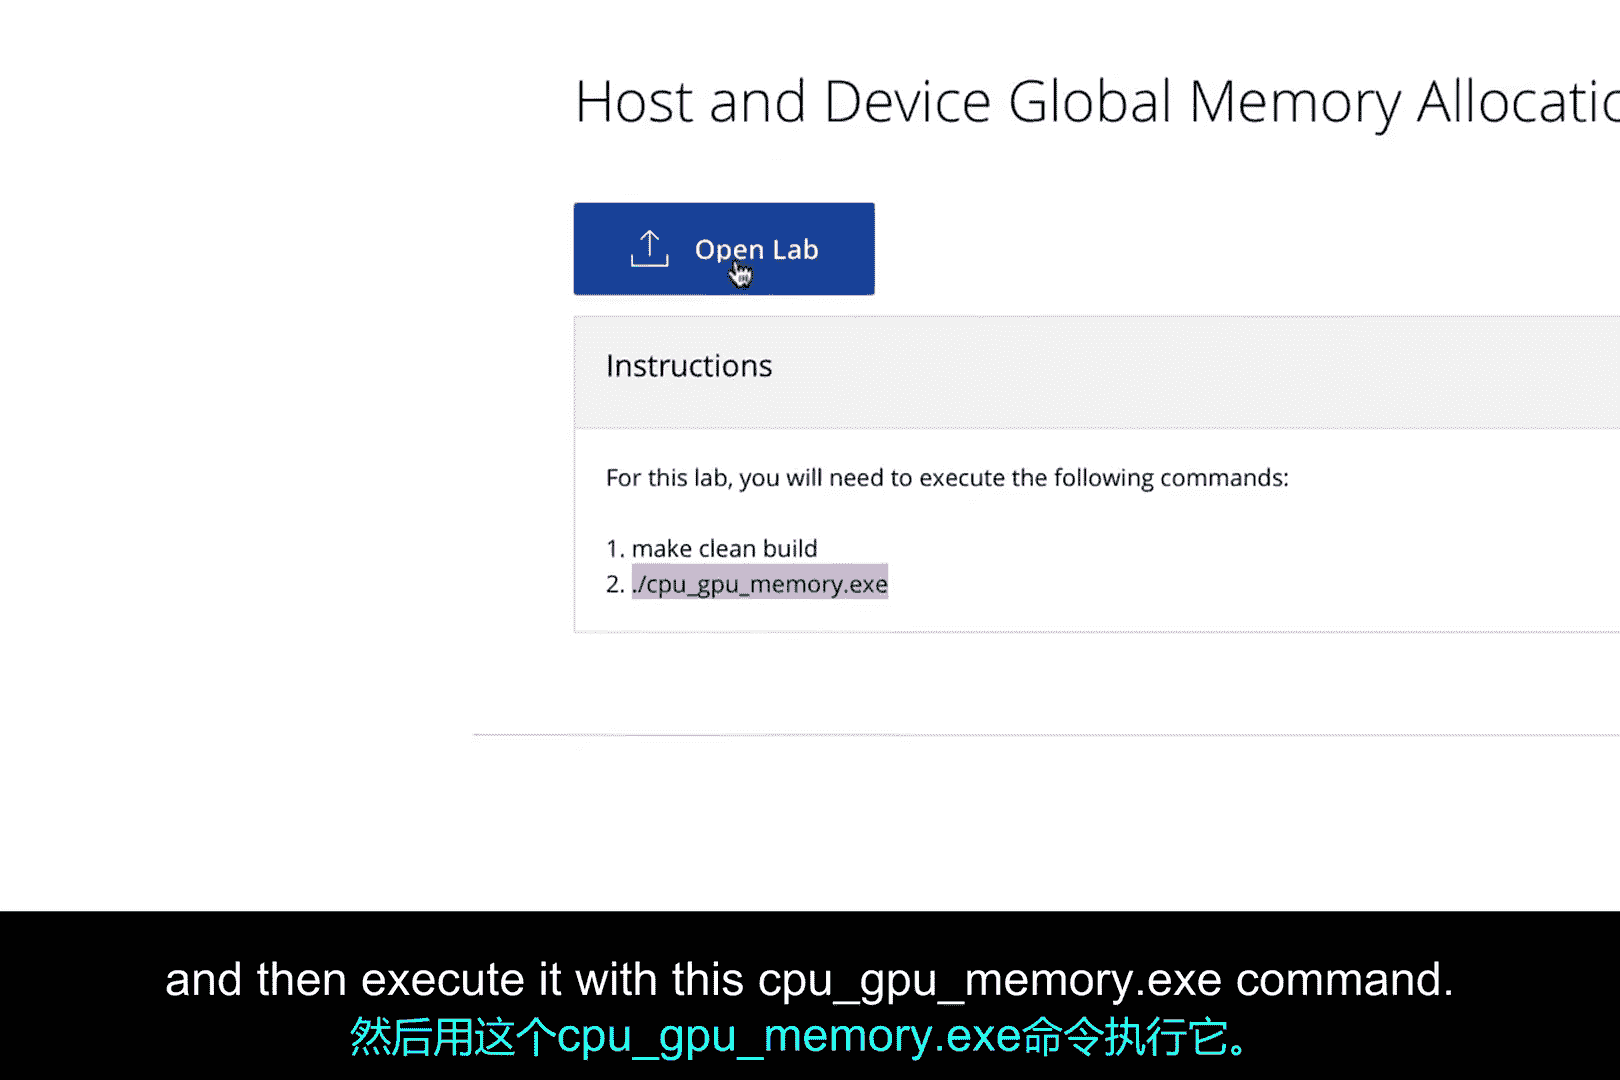 Host and Device Global Memory Allocatio
Open Lab
Instructions
For this lab, you will need to execute the following commands:
1. make clean build
2. ./cpu_gpu_memory.exe
and then execute it with this cpu_gpu_memory.exe command.
然后用这个cpu_gpu_memory.exe命令执行它。